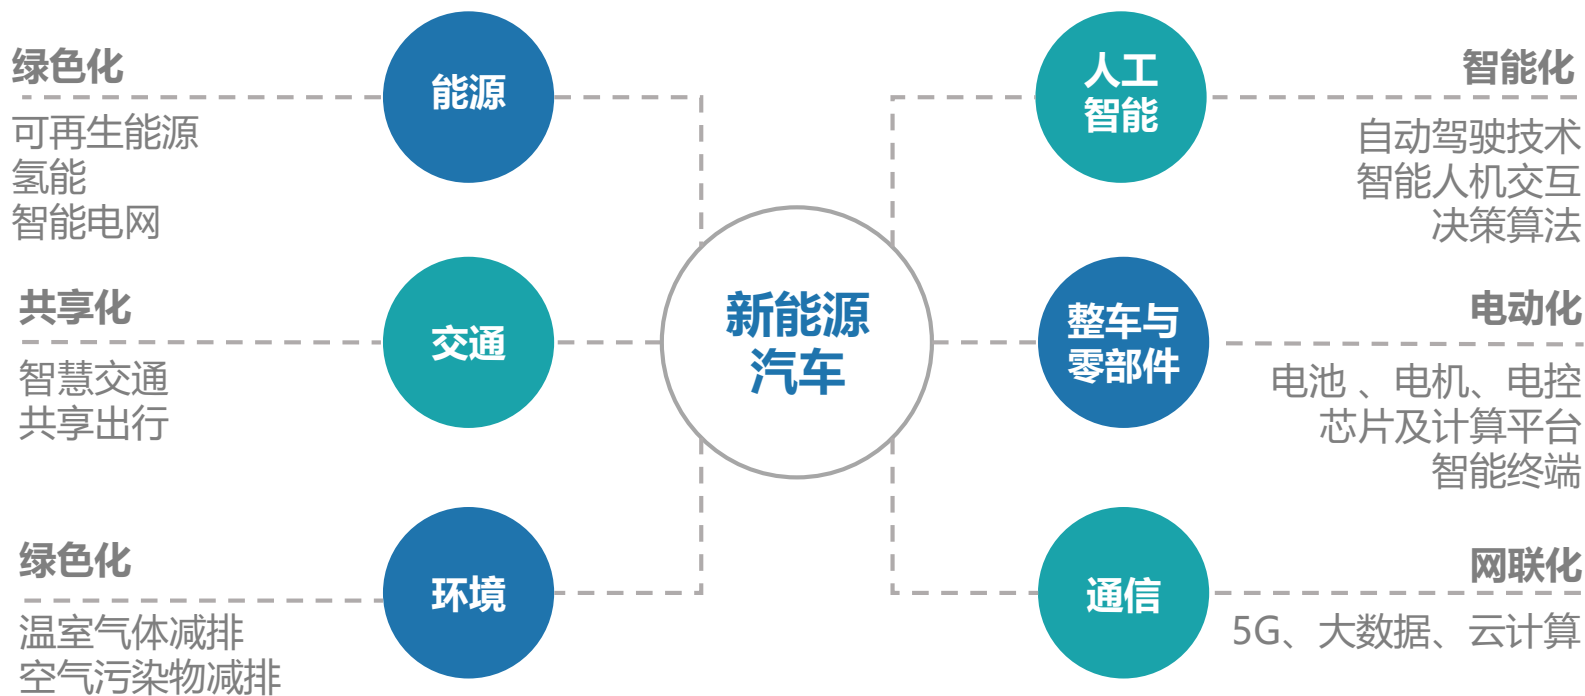 绿色化
能源
可再生能源
氢能
智能电网
共享化
交通
智慧交通
共享出行
绿色化
环境
温室气体减排
空气污染物减排
新能源
汽车
人工
智能
智能化
自动驾驶技术
智能人机交互
决策算法
整车与
零部件
电动化
电池 、电机、电控
芯片及计算平台
智能终端
通信
网联化
5G、大数据、云计算